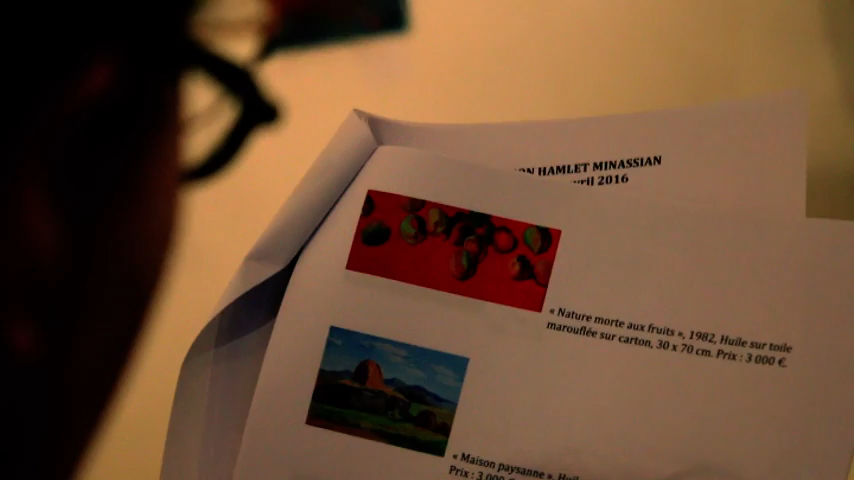 HAMLET MINASSIAN
2016
« Nature morte aux fruits », 1982, Huile sur toile
marouflée sur carton, 30 x 70 cm. Prix : 3 000 €.
« Maison paysanne »,
Prix : 3 000